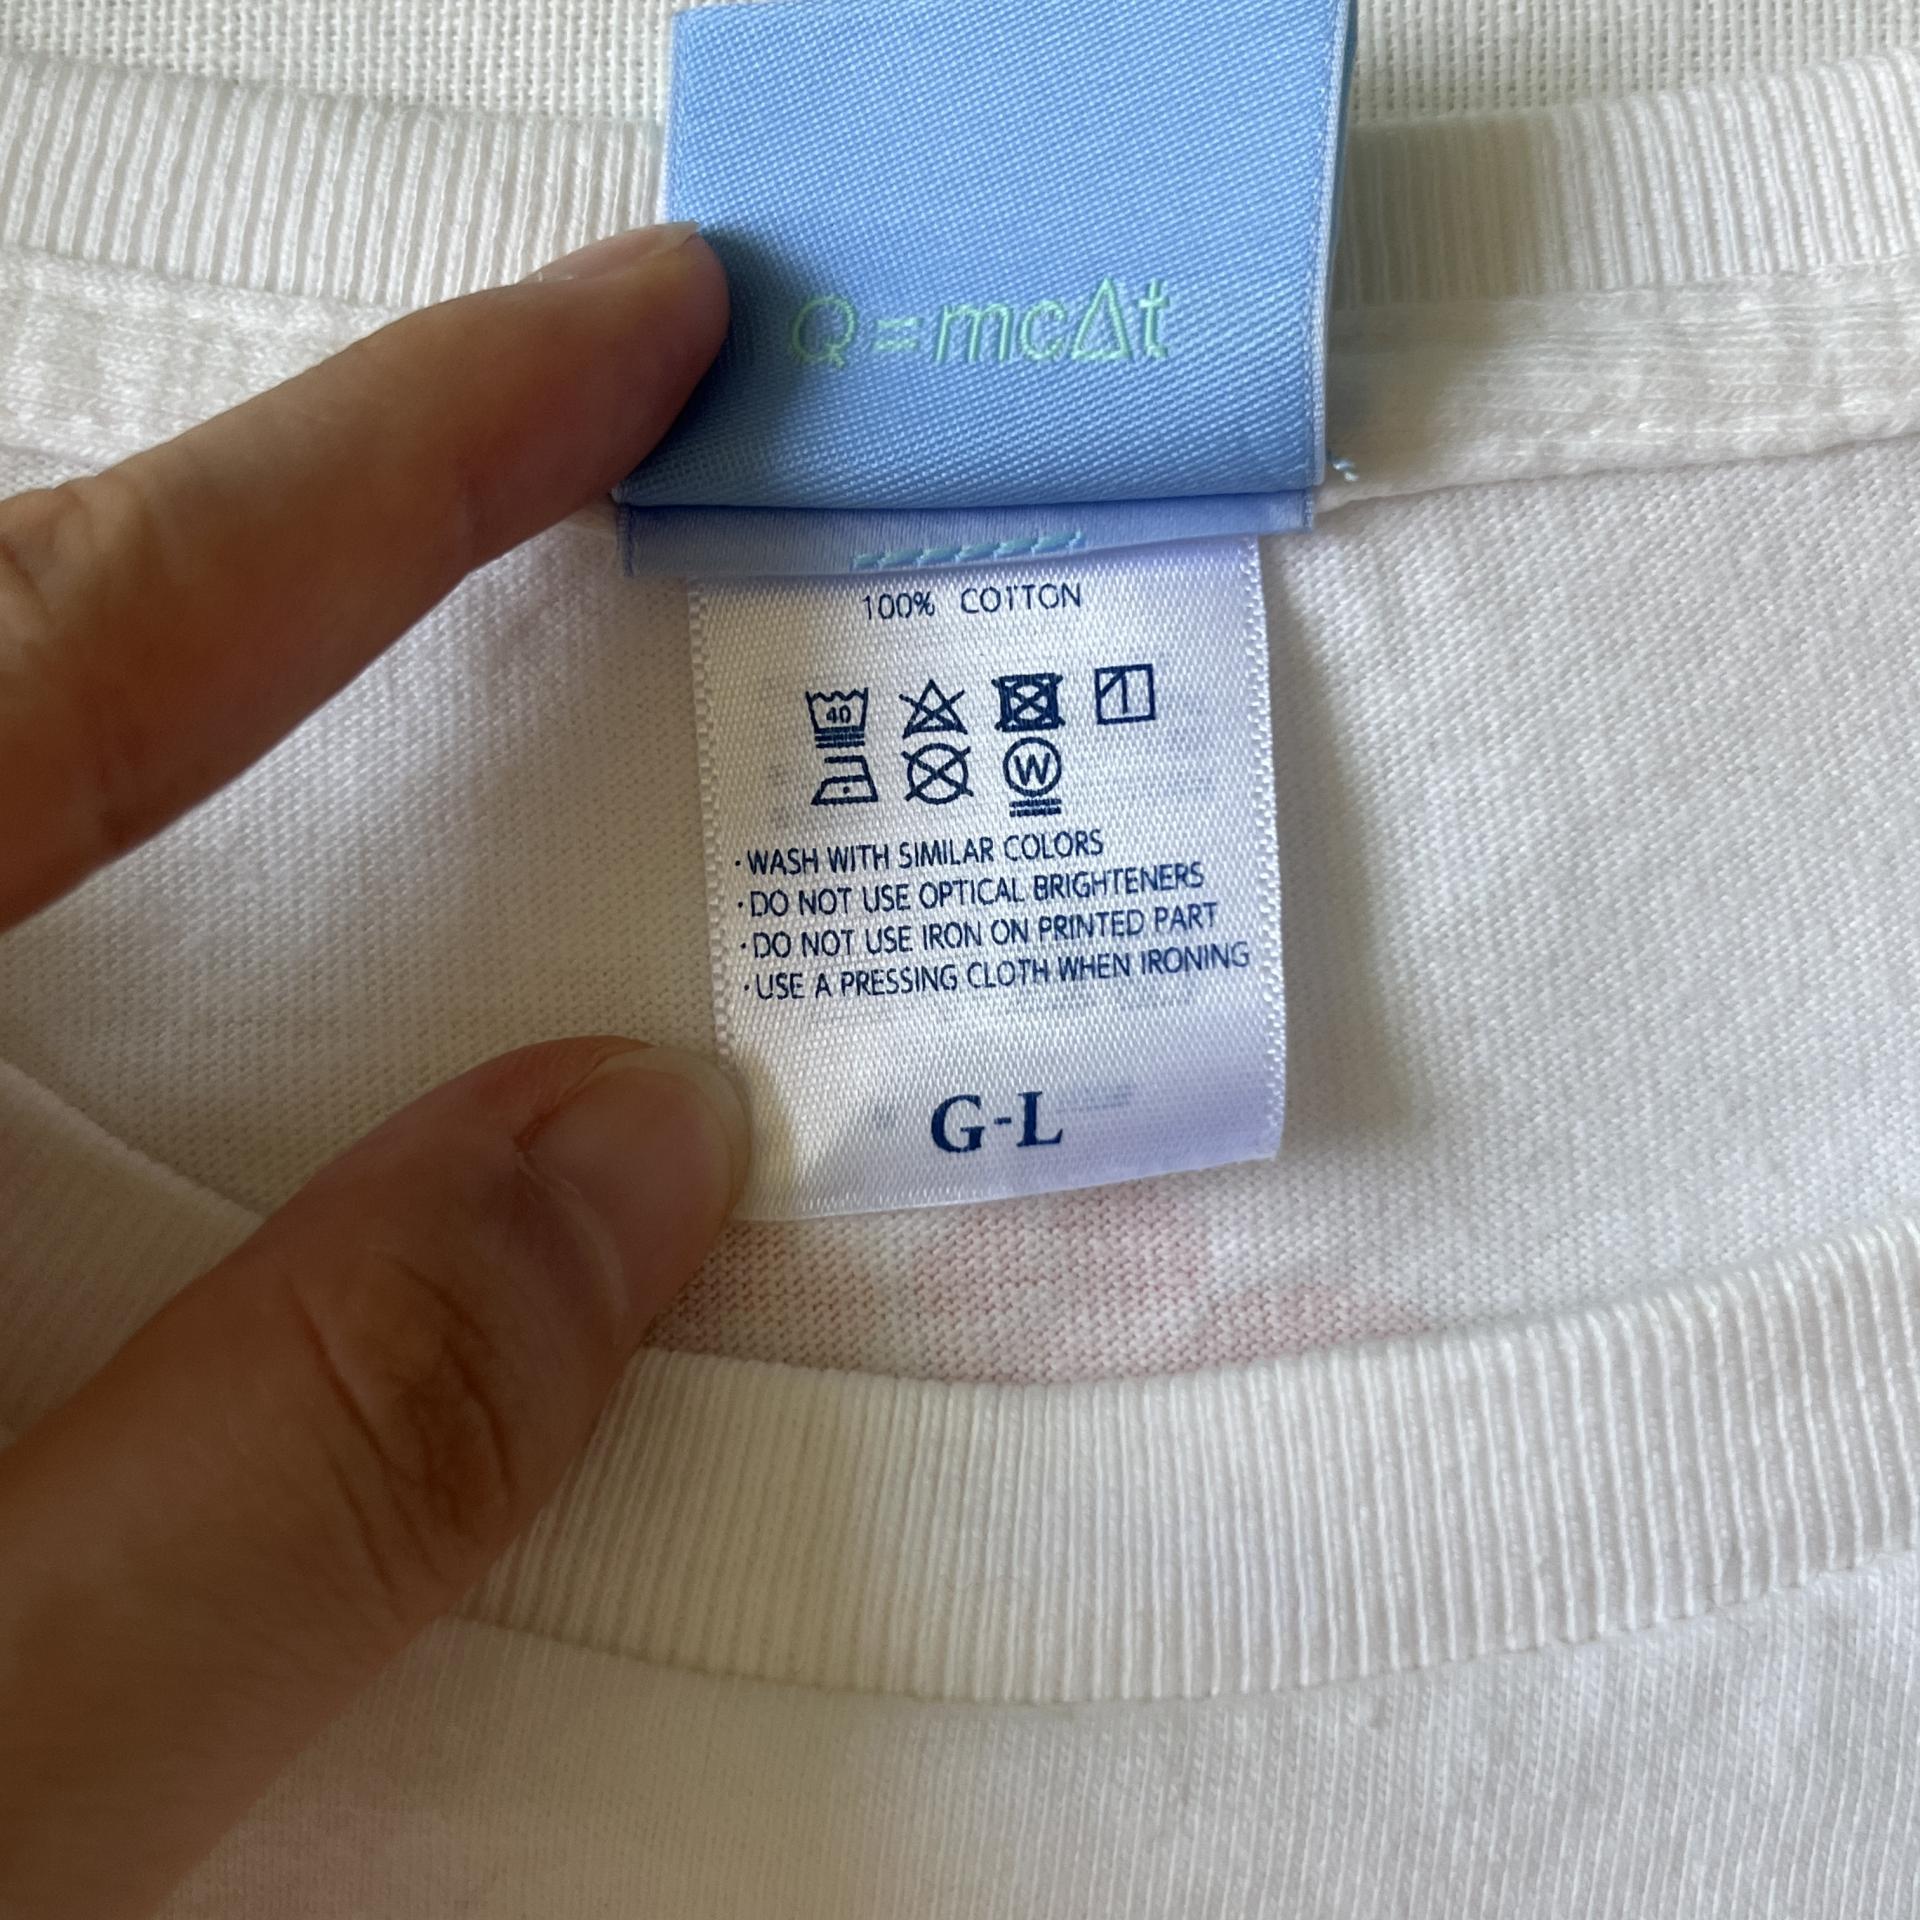 Q=mcΔt
100% COTTON
40
W
·WASH WITH SIMILAR COLORS
·DO NOT USE OPTICAL BRIGHTENERS
·DO NOT USE IRON ON PRINTED PART
·USE A PRESSING CLOTH WHEN IRONING
G-L